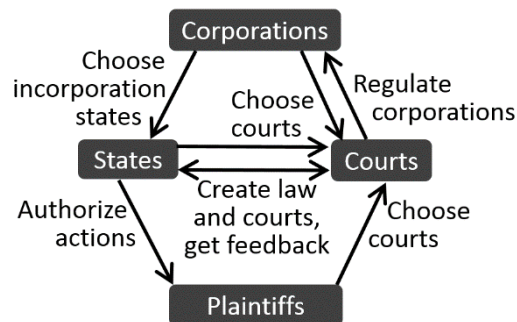 Corporations
Choose
incorporation
states
Choose
courts
Regulate
corporations
States
Courts
Authorize
actions
Create law
and courts,
get feedback
Choose
courts
Plaintiffs